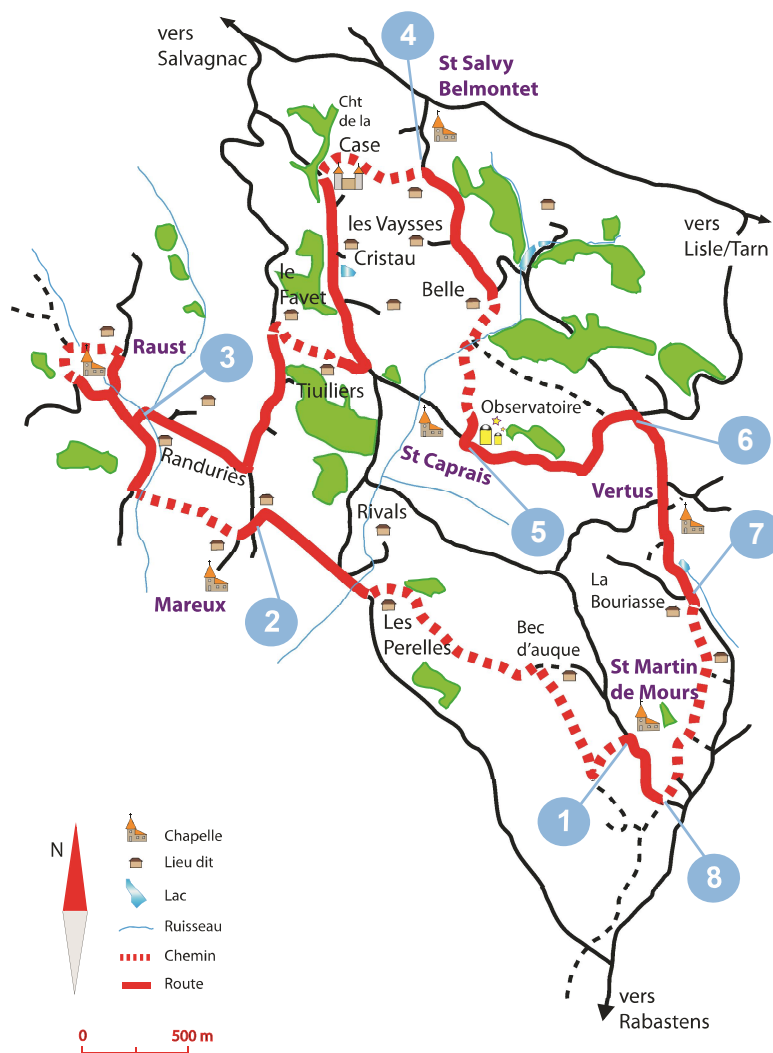 vers
Salvagnac
4
St Salvy
Belmontet
Cht
de la
Case
vers
Lisle/Tarn
les Vaysses
Cristau
le
Favet
Belle
Raust
3
Tiuiliers
Observatoire
6
St Caprais
Randuries
Vertus
5
Rivals
7
Mareux
2
La
Bouriasse
Les
Perelles
Bec
d'auque
St Martin
de Mours
1
8
N
Chapelle
Lieu dit
Lac
Ruisseau
Chemin
Route
0 500 m
vers
Rabastens